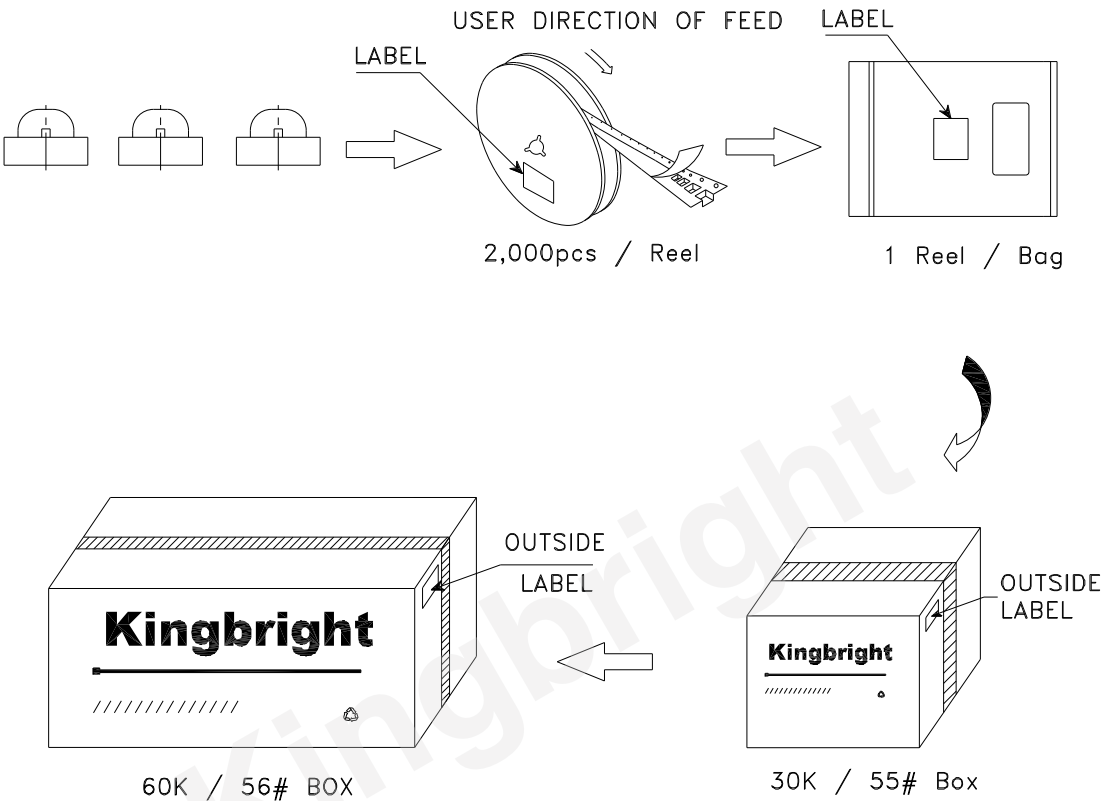 USER DIRECTION OF FEED
LABEL
LABEL
2,000pcs / Reel
1 Reel / Bag
OUTSIDE
LABEL
Kingbright
60K / 56# BOX
OUTSIDE
LABEL
Kingbright
30K / 55# Box
Kingbright